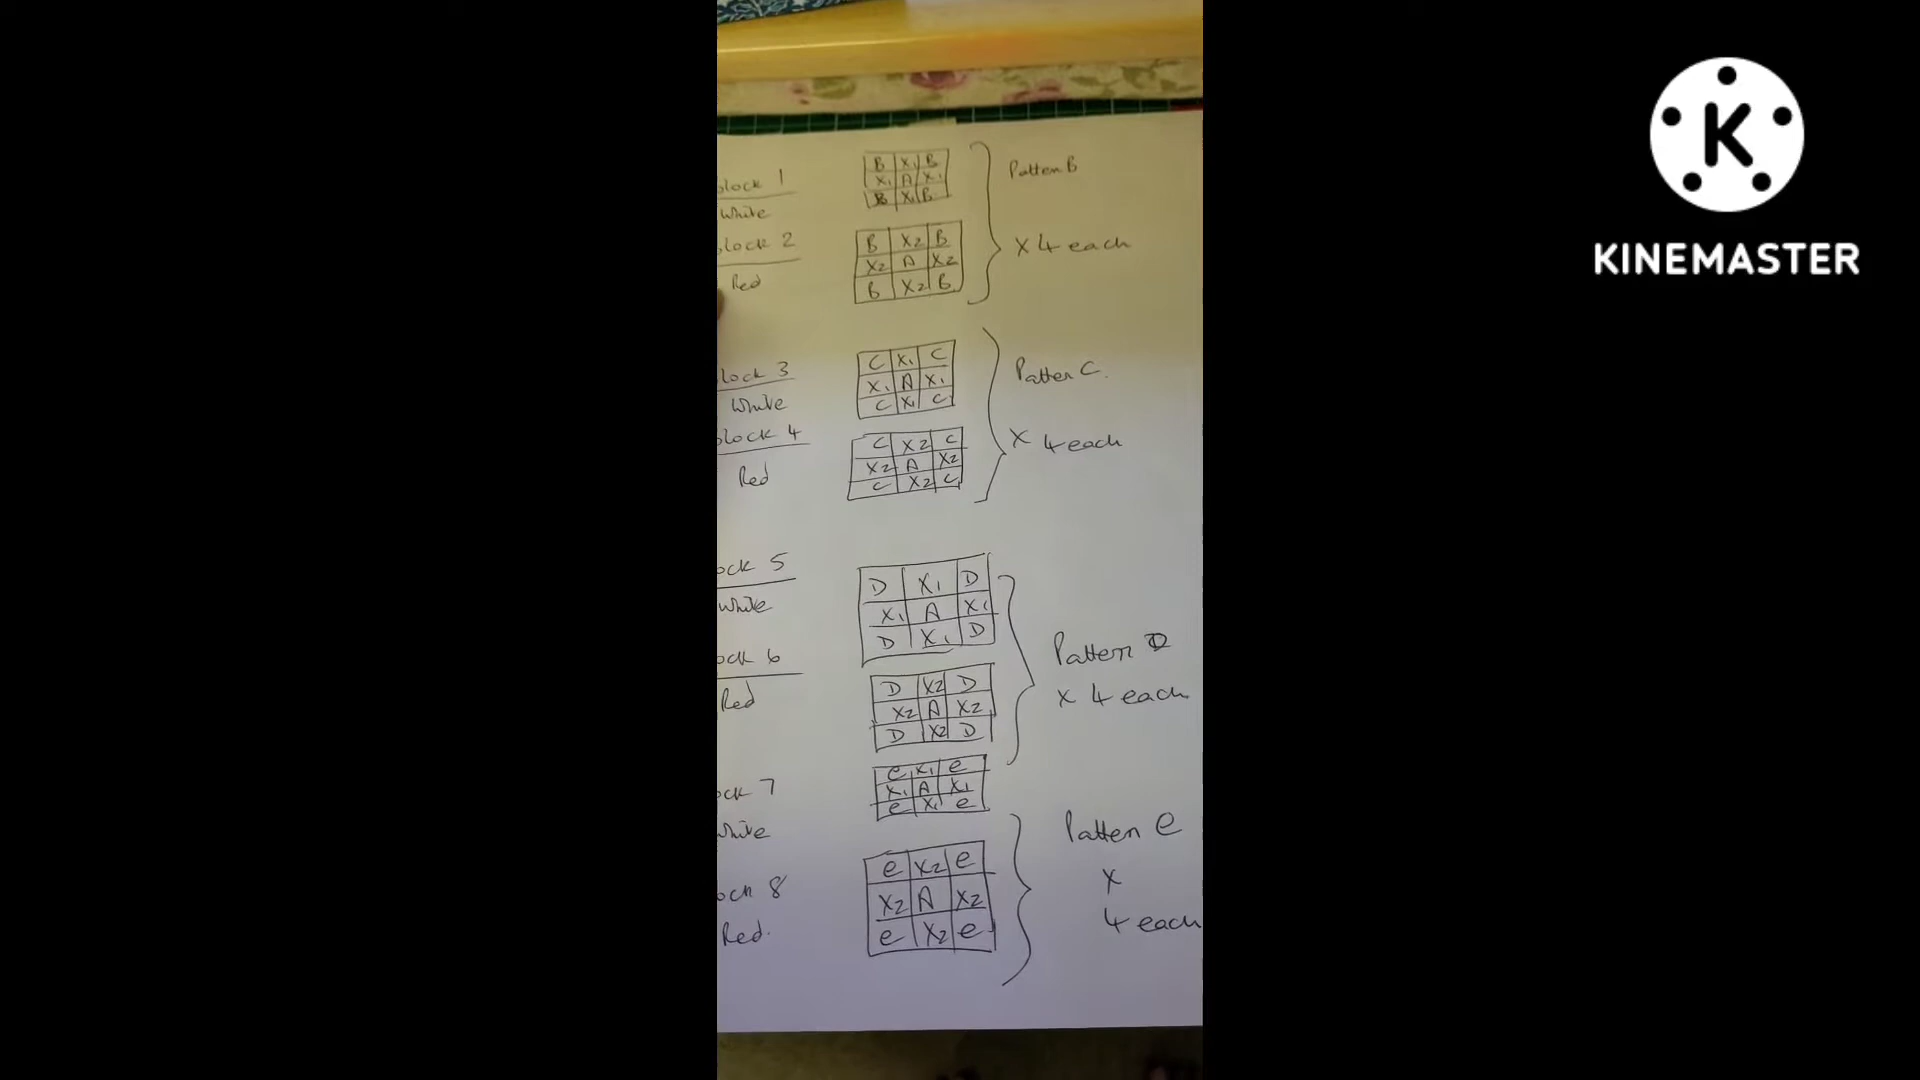 lock 1
White
B X1 B
X1 A X1
B X1 B
Patten B
lock 2
Red
B X2 B
X2 A X2
B X2 B
X 4 each
lock 3
White
C X1 C
X1 A X1
C X1 C
Patten C.
lock 4
Red
C X2 C
X2 A X2
C X2 C
X 4 each
ock 5
White
D X1 D
X1 A X1
D X1 D
ock 6
Red
D X2 D
X2 A X2
D X2 D
Pattern D
x 4 each
ock 7
White
e X1 e
X1 A X1
e X1 e
ock 8
Red.
e X2 e
X2 A X2
e X2 e
Patten e
X
4 each
K
KINEMASTER